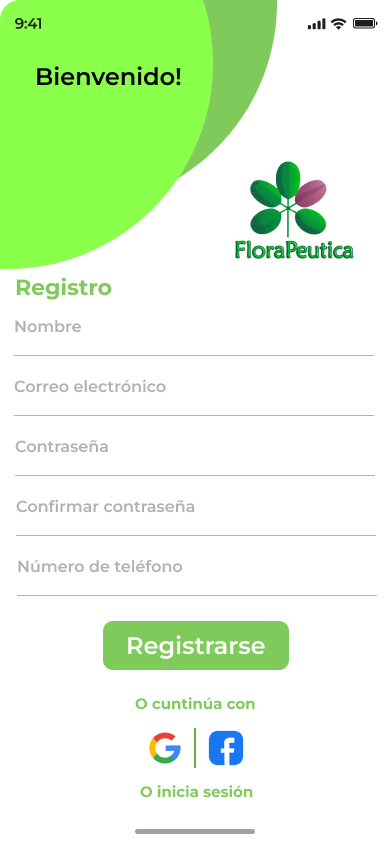 9:41
Bienvenido!
FloraPeutica
Registro
Nombre
Correo electrónico
Contraseña
Confirmar contraseña
Número de teléfono
Registrarse
O cuntinúa con
O inicia sesión